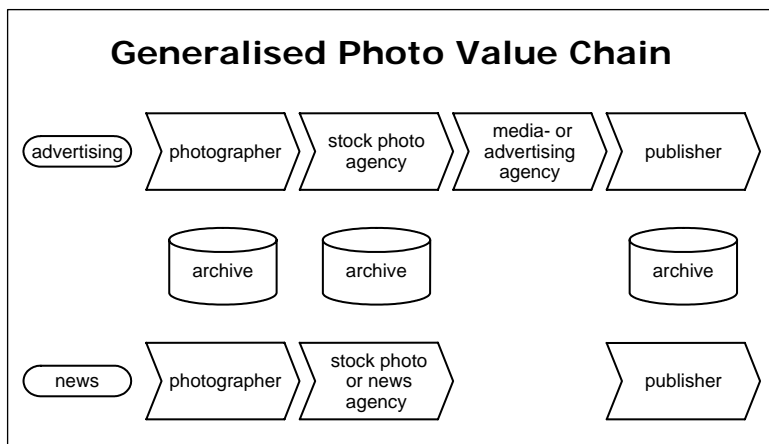 Generalised Photo Value Chain
advertising
photographer
stock photo
agency
media- or
advertising
agency
publisher
archive
archive
archive
news
photographer
stock photo
or news
agency
publisher